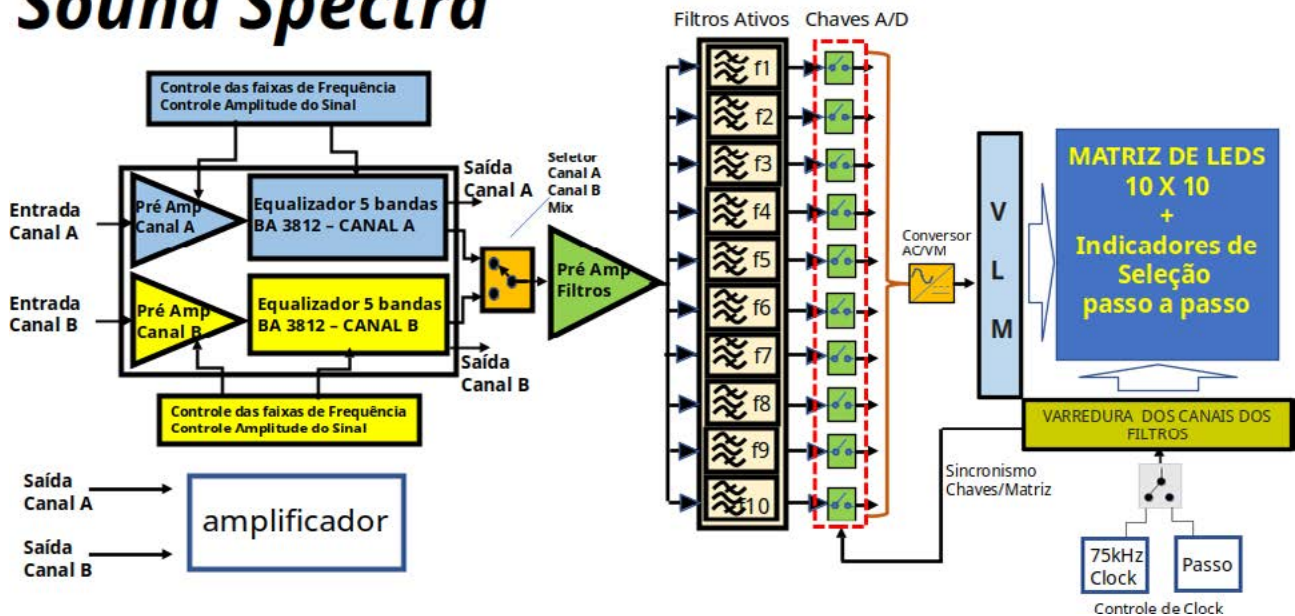 Sound Spectra
Filtros Ativos
Chaves A/D
Controle das faixas de Frequência
Controle Amplitude do Sinal
Entrada
Canal A
Pré Amp
Canal A
Equalizador 5 bandas
BA 3812 – CANAL A
Saída
Canal A
Seletor
Canal A
Canal B
Mix
Entrada
Canal B
Pré Amp
Canal B
Equalizador 5 bandas
BA 3812 – CANAL B
Saída
Canal B
Controle das faixas de Frequência
Controle Amplitude do Sinal
Pré Amp
Filtros
f1
f2
f3
f4
f5
f6
f7
f8
f9
f10
Conversor
AC/VM
V
L
M
MATRIZ DE LEDS
10 X 10
+
Indicadores de
Seleção
passo a passo
VARREDURA DOS CANAIS DOS
FILTROS
Sincronismo
Chaves/Matriz
75kHz
Clock
Passo
Controle de Clock
Saída
Canal A
Saída
Canal B
amplificador